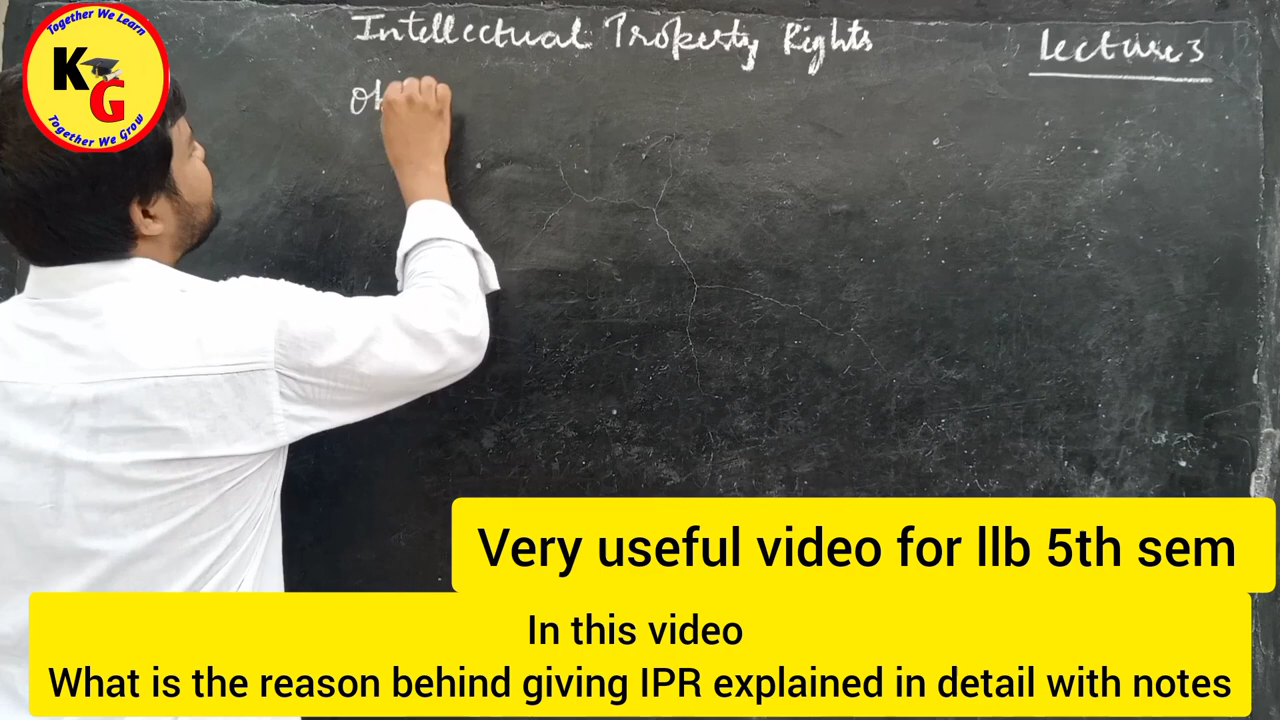 Together We Learn
KG
Together We Grow
Intellectual Property Rights
Lecture 3
Ob
Very useful video for llb 5th sem
In this video
What is the reason behind giving IPR explained in detail with notes